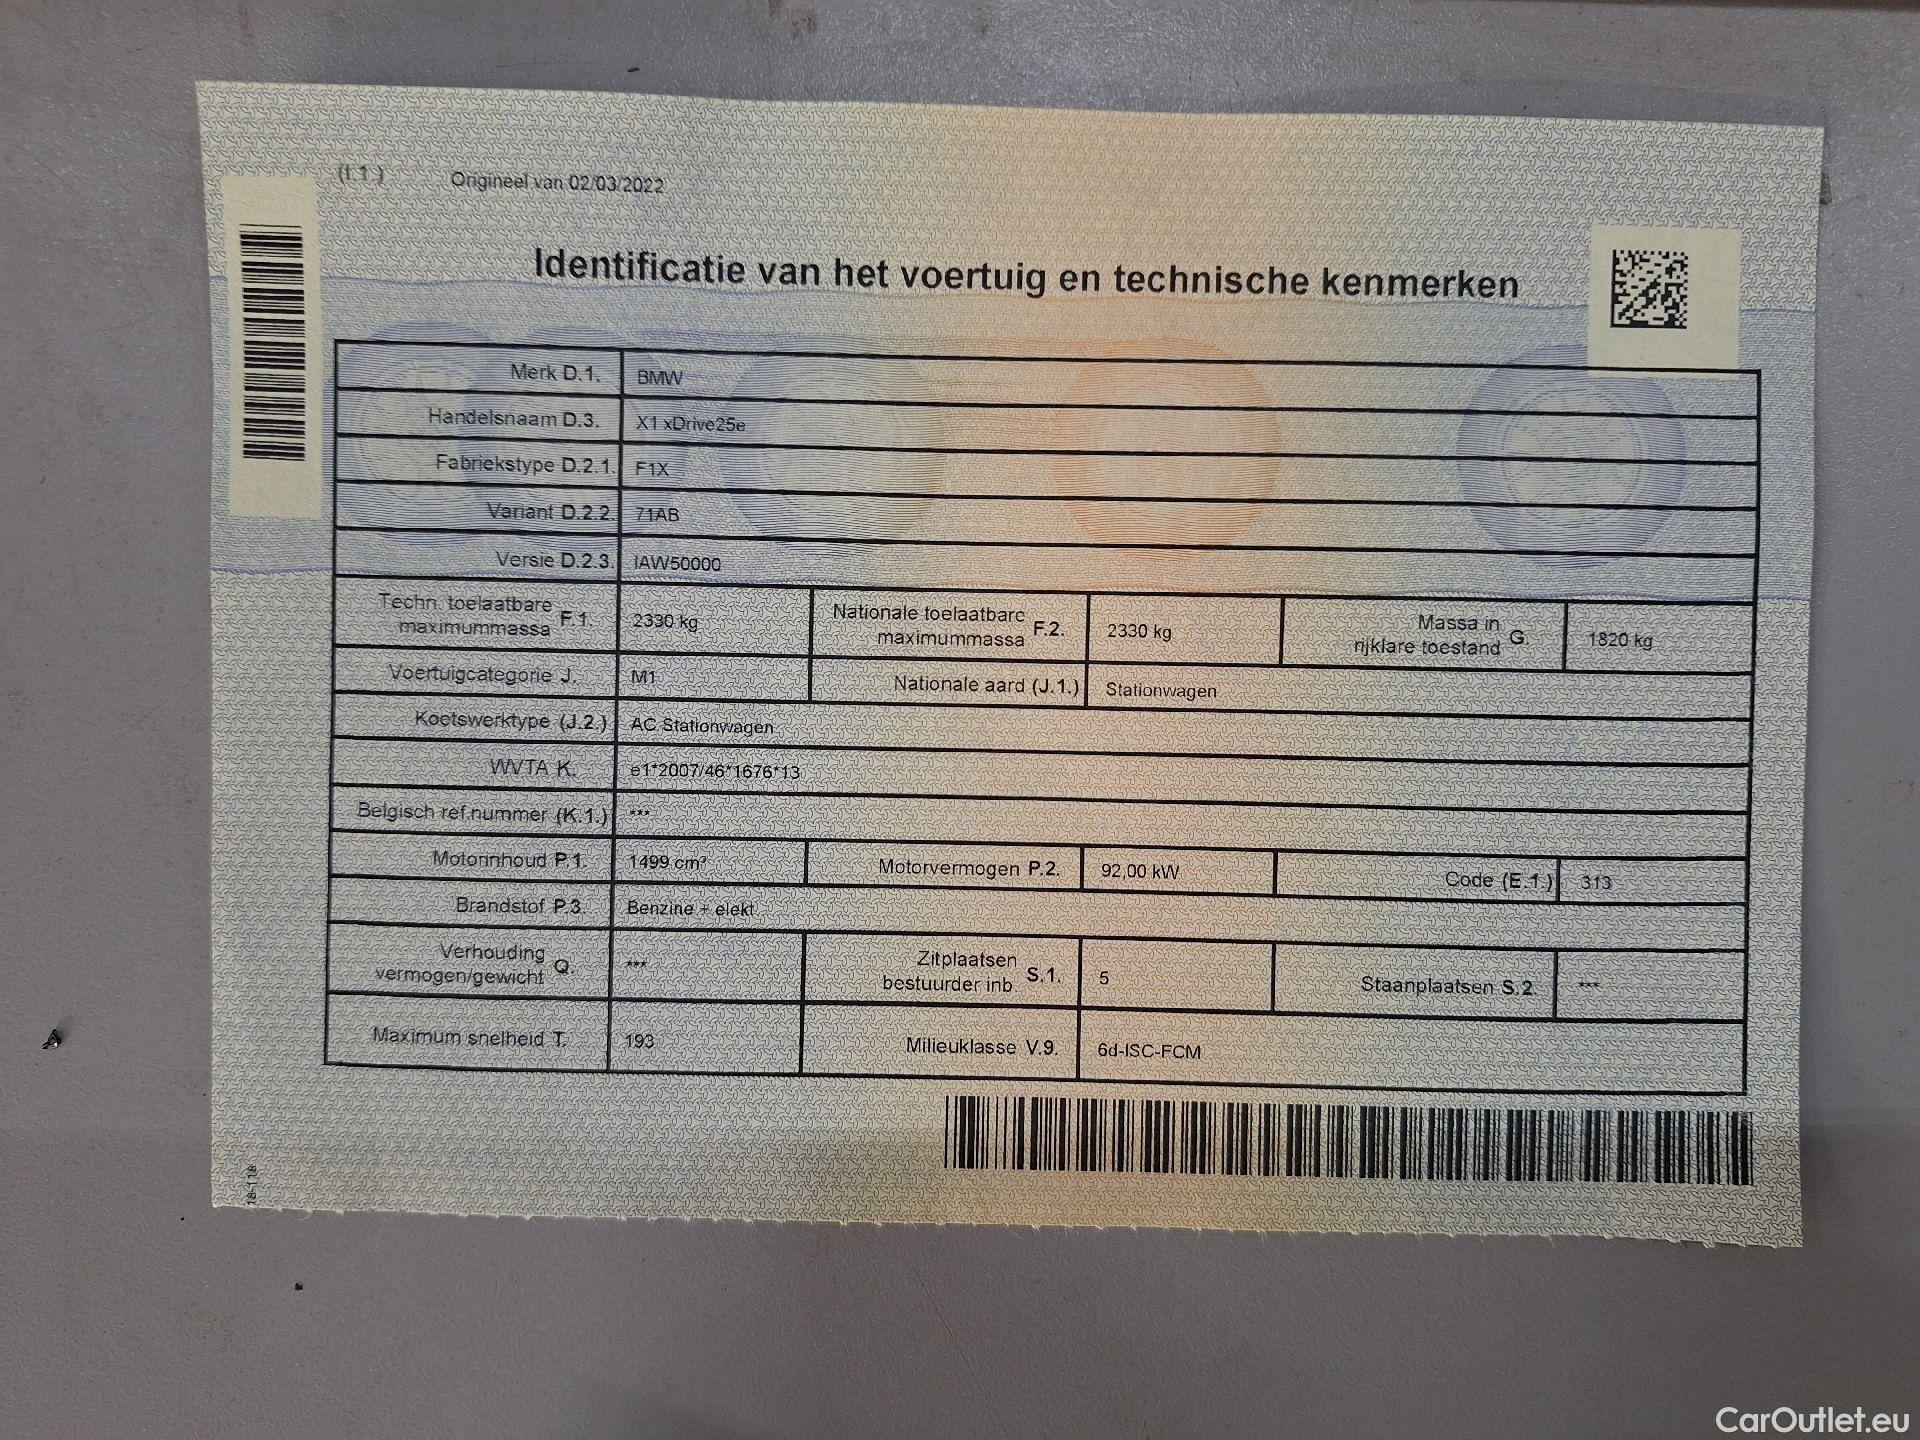 (I.1.) Origineel van 02/03/2022
Identificatie van het voertuig en technische kenmerken
Merk D.1. BMW
Handelsnaam D.3. X1 xDrive25e
Fabriekstype D.2.1. F1X
Variant D.2.2. 71AB
Versie D.2.3. IAW50000
Techn. toelaatbare maximummassa F.1. 2330 kg Nationale toelaatbare maximummassa F.2. 2330 kg Massa in rijklare toestand G. 1820 kg
Voertuigcategorie J. M1 Nationale aard (J.1.) Stationwagen
Koetswerktype (J.2.) AC Stationwagen
WVTA K. e1*2007/46*1676*13
Belgisch ref.nummer (K.1.) ***
Motorinhoud P.1. 1499 cm³ Motorvermogen P.2. 92,00 kW Code (E.1.) 313
Brandstof P.3. Benzine + elekt
Verhouding vermogen/gewicht Q. *** Zitplaatsen bestuurder inb. S.1. 5 Staanplaatsen S.2. ***
Maximum snelheid T. 193 Milieuklasse V.9. 6d-ISC-FCM
18-118
CarOutlet.eu